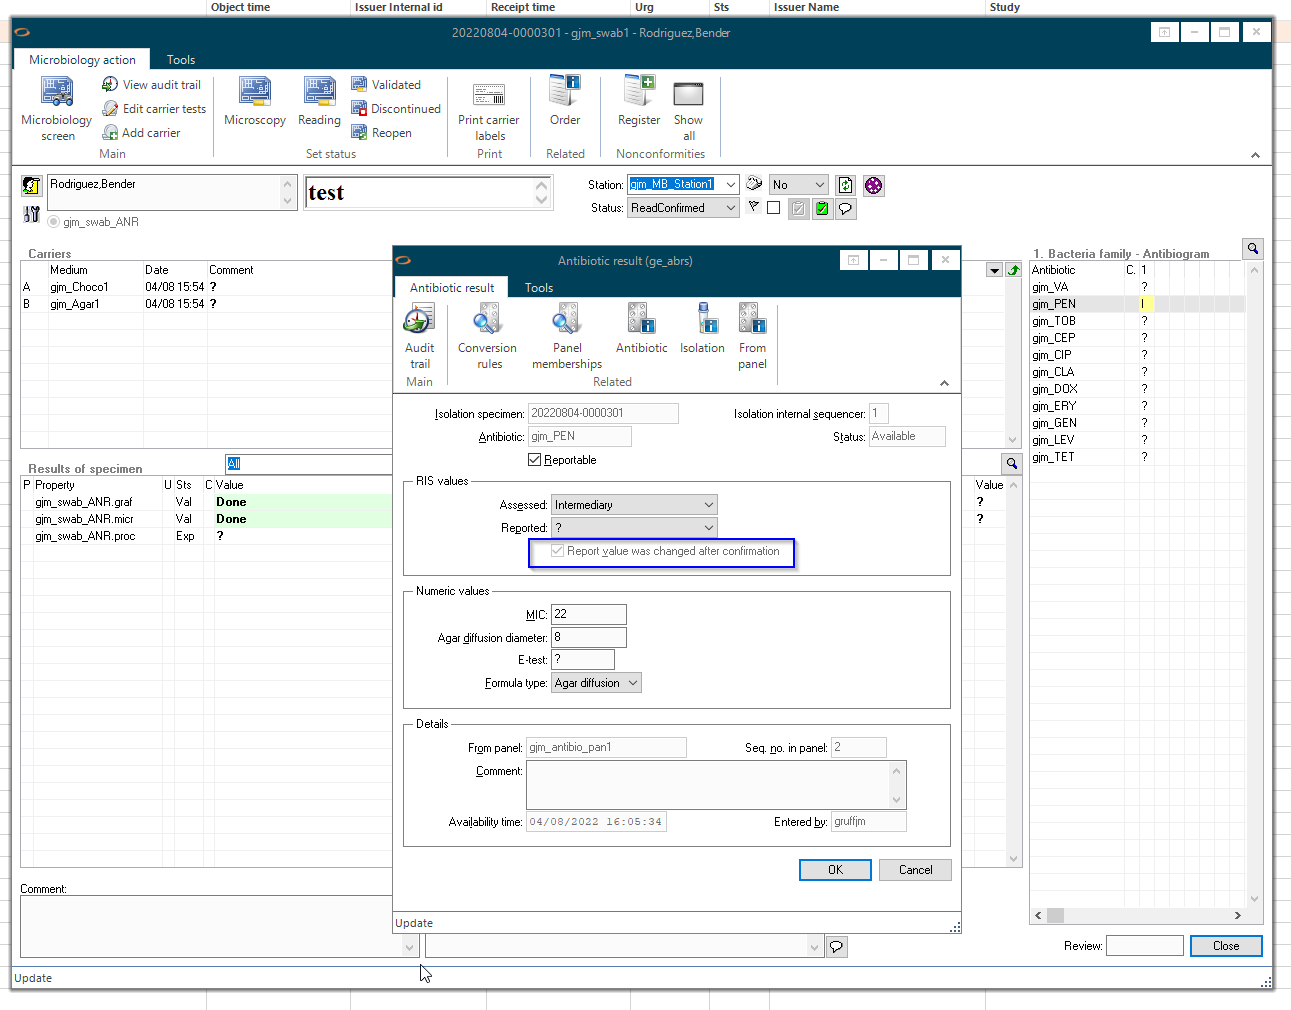 Object time Issuer Internal id Receipt time Urg Sts Issuer Name Study
20220804-0000301 - gjm_swab1 - Rodriguez,Bender
Microbiology action Tools
Microbiology screen
View audit trail
Edit carrier tests
Add carrier
Main
Microscopy
Reading
Validated
Discontinued
Reopen
Set status
Print carrier labels
Print
Order
Related
Register
Show all
Nonconformities
Rodriguez,Bender
test
Station: gjm_MB_Station1 No
Status: ReadConfirmed
gjm_swab_ANR
Carriers
Medium Date Comment
A gjm_Choco1 04/08 15:54 ?
B gjm_Agar1 04/08 15:54 ?
Results of specimen All
P Property U Sts C Value
gjm_swab_ANR.graf Val Done
gjm_swab_ANR.micr Val Done
gjm_swab_ANR.proc Exp ?
Value
?
?
Comment:
Antibiotic result (ge_abrs)
Antibiotic result Tools
Audit trail
Main
Conversion rules
Panel memberships
Antibiotic
Isolation
From panel
Related
Isolation specimen: 20220804-0000301 Isolation internal sequencer: 1
Antibiotic: gjm_PEN Status: Available
Reportable
RIS values
Assessed: Intermediary
Reported: ?
Report value was changed after confirmation
Numeric values
MIC: 22
Agar diffusion diameter: 8
E-test: ?
Formula type: Agar diffusion
Details
From panel: gjm_antibio_pan1 Seq. no. in panel: 2
Comment:
Availability time: 04/08/2022 16:05:34 Entered by: gruffjm
OK Cancel
Update
1. Bacteria family - Antibiogram
Antibiotic C. 1
gjm_VA ?
gjm_PEN I
gjm_TOB ?
gjm_CEP ?
gjm_CIP ?
gjm_CLA ?
gjm_DOX ?
gjm_ERY ?
gjm_GEN ?
gjm_LEV ?
gjm_TET ?
Review: Close
Update